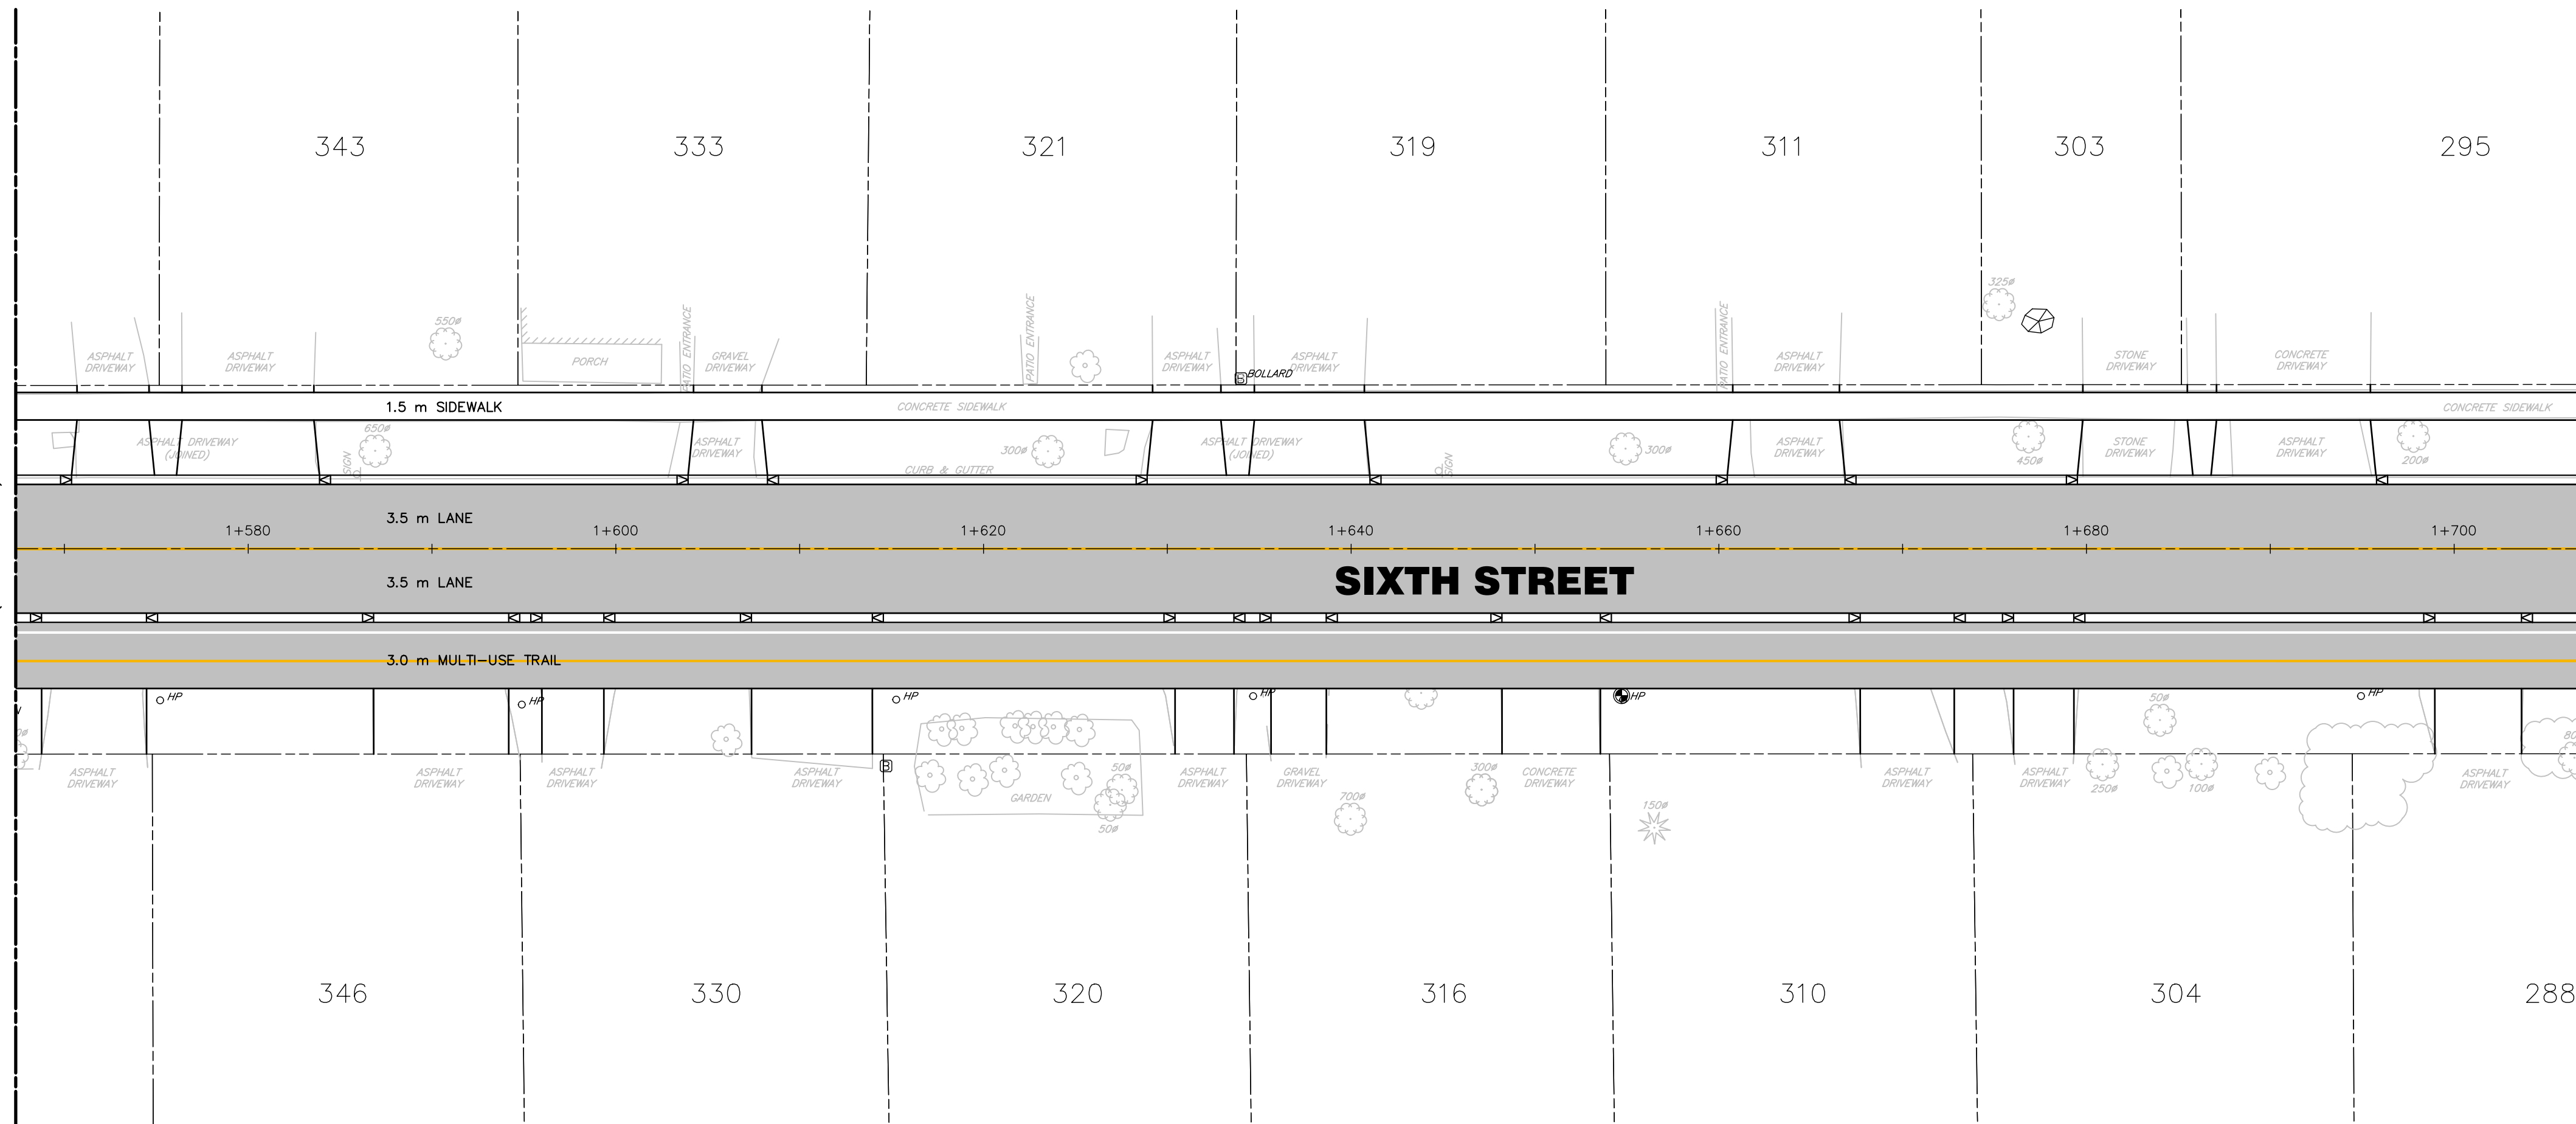 343 333 321 319 311 303 295
325ø
550ø
ASPHALT
DRIVEWAY
ASPHALT
DRIVEWAY
PORCH
PATIO ENTRANCE
GRAVEL
DRIVEWAY
PATIO ENTRANCE
ASPHALT
DRIVEWAY
BOLLARD
B
ASPHALT
DRIVEWAY
PATIO ENTRANCE
ASPHALT
DRIVEWAY
STONE
DRIVEWAY
CONCRETE
DRIVEWAY
1.5 m SIDEWALK
CONCRETE SIDEWALK
CONCRETE SIDEWALK
ASPHALT DRIVEWAY
(JOINED)
650ø
SIGN
ASPHALT
DRIVEWAY
CURB & GUTTER
300ø
ASPHALT DRIVEWAY
(JOINED)
SIGN
300ø
ASPHALT
DRIVEWAY
450ø
STONE
DRIVEWAY
ASPHALT
DRIVEWAY
200ø
3.5 m LANE
1+580 1+600 1+620 1+640 1+660 1+680 1+700
3.5 m LANE
SIXTH STREET
3.0 m MULTI-USE TRAIL
HP
HP
HP
HP
HP
HP
50ø
B
ASPHALT
DRIVEWAY
ASPHALT
DRIVEWAY
ASPHALT
DRIVEWAY
ASPHALT
DRIVEWAY
GARDEN
50ø
50ø
ASPHALT
DRIVEWAY
GRAVEL
DRIVEWAY
700ø
300ø
CONCRETE
DRIVEWAY
150ø
ASPHALT
DRIVEWAY
ASPHALT
DRIVEWAY
250ø
100ø
ASPHALT
DRIVEWAY
346 330 320 316 310 304 288